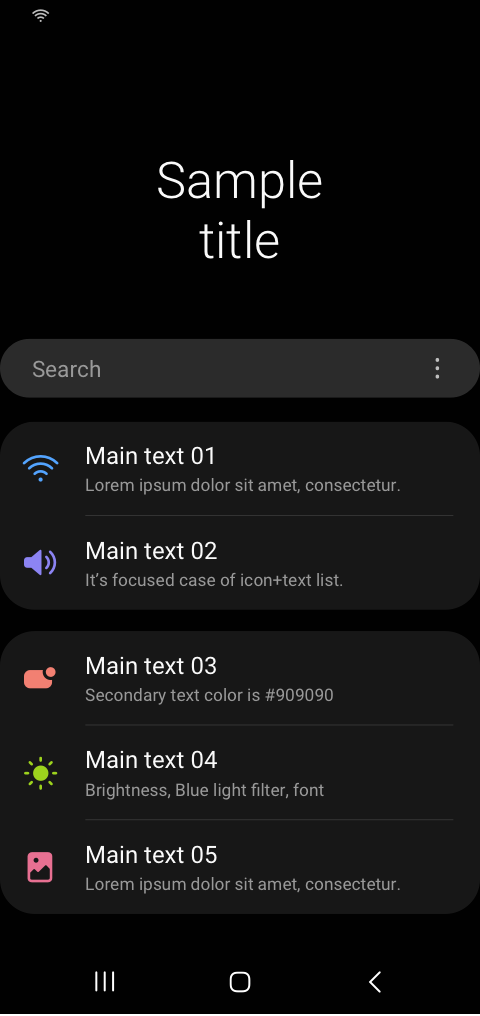 Sample
title
Search
Main text 01
Lorem ipsum dolor sit amet, consectetur.
Main text 02
It’s focused case of icon+text list.
Main text 03
Secondary text color is #909090
Main text 04
Brightness, Blue light filter, font
Main text 05
Lorem ipsum dolor sit amet, consectetur.